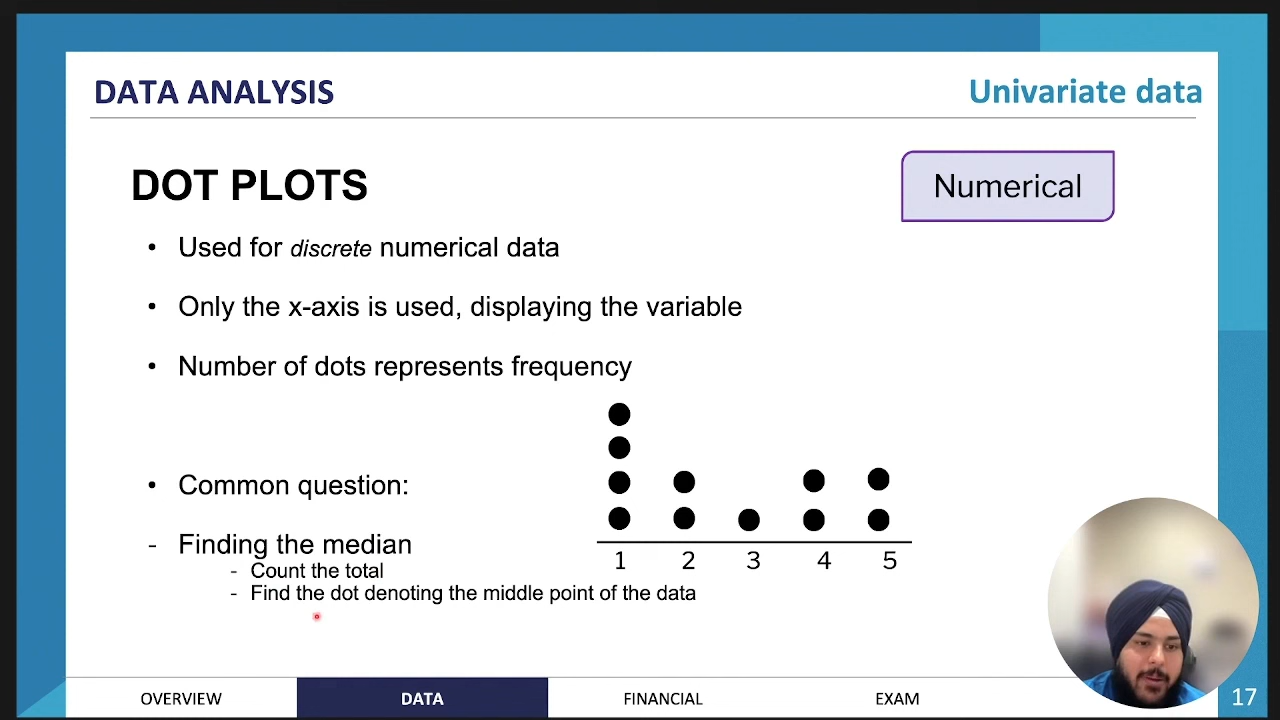 DATA ANALYSIS
Univariate data
DOT PLOTS
Numerical
• Used for discrete numerical data
• Only the x-axis is used, displaying the variable
• Number of dots represents frequency
• Common question:
- Finding the median
- Count the total
- Find the dot denoting the middle point of the data
1 2 3 4 5
OVERVIEW DATA FINANCIAL EXAM 17